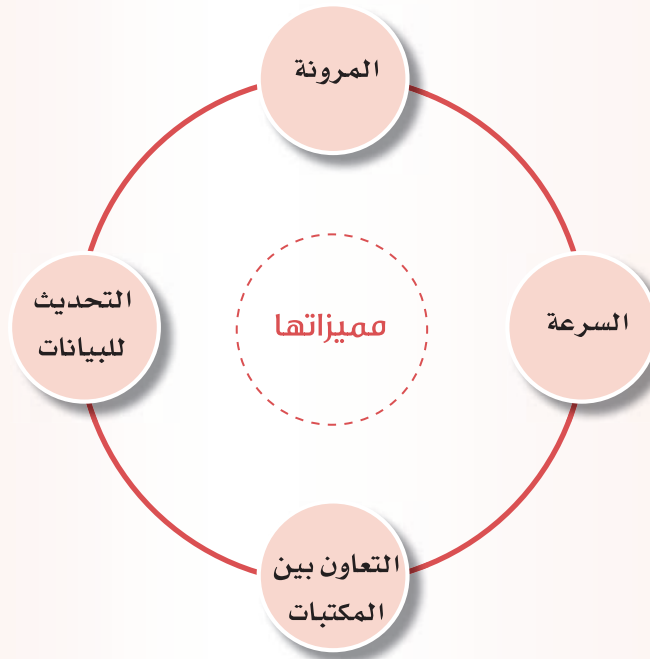 المرونة
السرعة
مميزاتها
التحديث
للبيانات
التعاون بين
المكتبات